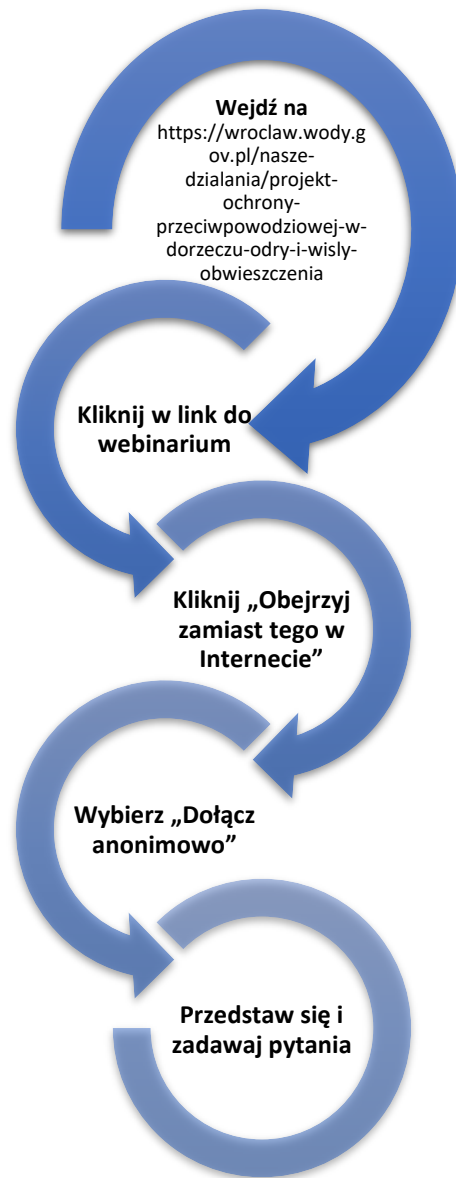 Wejdź na
https://wroclaw.wody.g
ov.pl/nasze-
dzialania/projekt-
ochrony-
przeciwpowodziowej-w-
dorzeczu-odry-i-wisly-
obwieszczenia
Kliknij w link do
webinarium
Kliknij „Obejrzyj
zamiast tego w
Internecie”
Wybierz „Dołącz
anonimowo”
Przedstaw się i
zadawaj pytania